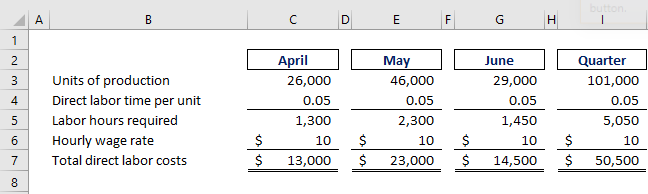 button.
A B C D E F G H I
1
2 April May June Quarter
3 Units of production 26,000 46,000 29,000 101,000
4 Direct labor time per unit 0.05 0.05 0.05 0.05
5 Labor hours required 1,300 2,300 1,450 5,050
6 Hourly wage rate $ 10 $ 10 $ 10 $ 10
7 Total direct labor costs $ 13,000 $ 23,000 $ 14,500 $ 50,500
8